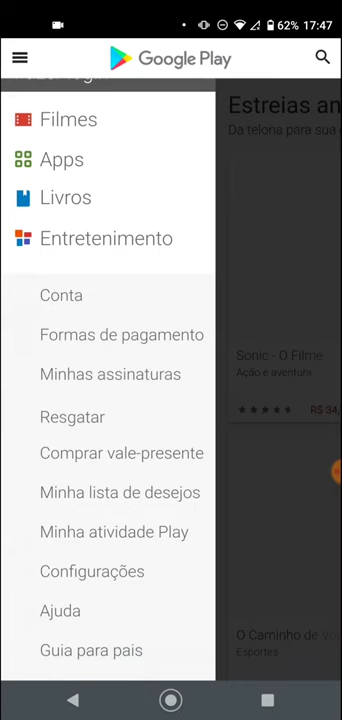 62% 17:47
Google Play
Estreias an
Da telona para sua
Filmes
Apps
Livros
Entretenimento
Conta
Formas de pagamento
Minhas assinaturas
Resgatar
Comprar vale-presente
Minha lista de desejos
Minha atividade Play
Configurações
Ajuda
Guia para pais
Sonic - O Filme
Ação e aventura
R$ 34,
O Caminho de vo
Esportes